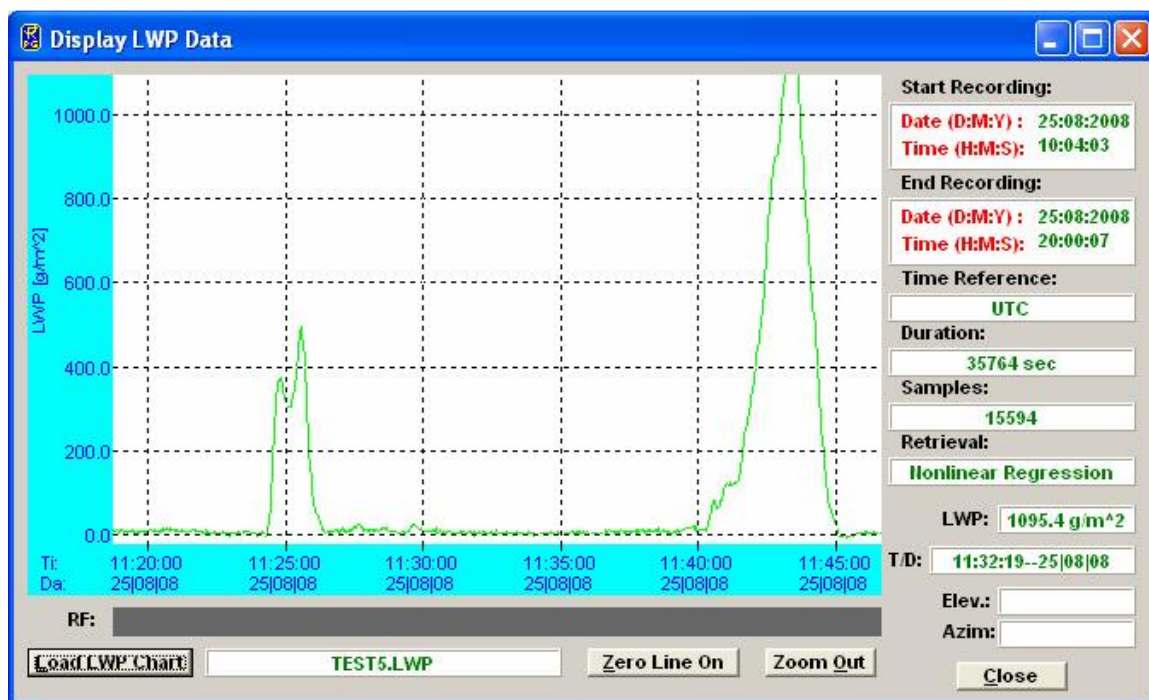 Display LWP Data
LWP [g/m^2]
1000.0
800.0
600.0
400.0
200.0
0.0
Ti: 11:20:00 11:25:00 11:30:00 11:35:00 11:40:00 11:45:00
Da: 25|08|08 25|08|08 25|08|08 25|08|08 25|08|08 25|08|08
RF:
Load LWP Chart TEST5.LWP Zero Line On Zoom Out
Start Recording:
Date (D:M:Y) : 25:08:2008
Time (H:M:S): 10:04:03
End Recording:
Date (D:M:Y) : 25:08:2008
Time (H:M:S): 20:00:07
Time Reference:
UTC
Duration:
35764 sec
Samples:
15594
Retrieval:
Nonlinear Regression
LWP: 1095.4 g/m^2
T/D: 11:32:19--25|08|08
Elev.:
Azim:
Close